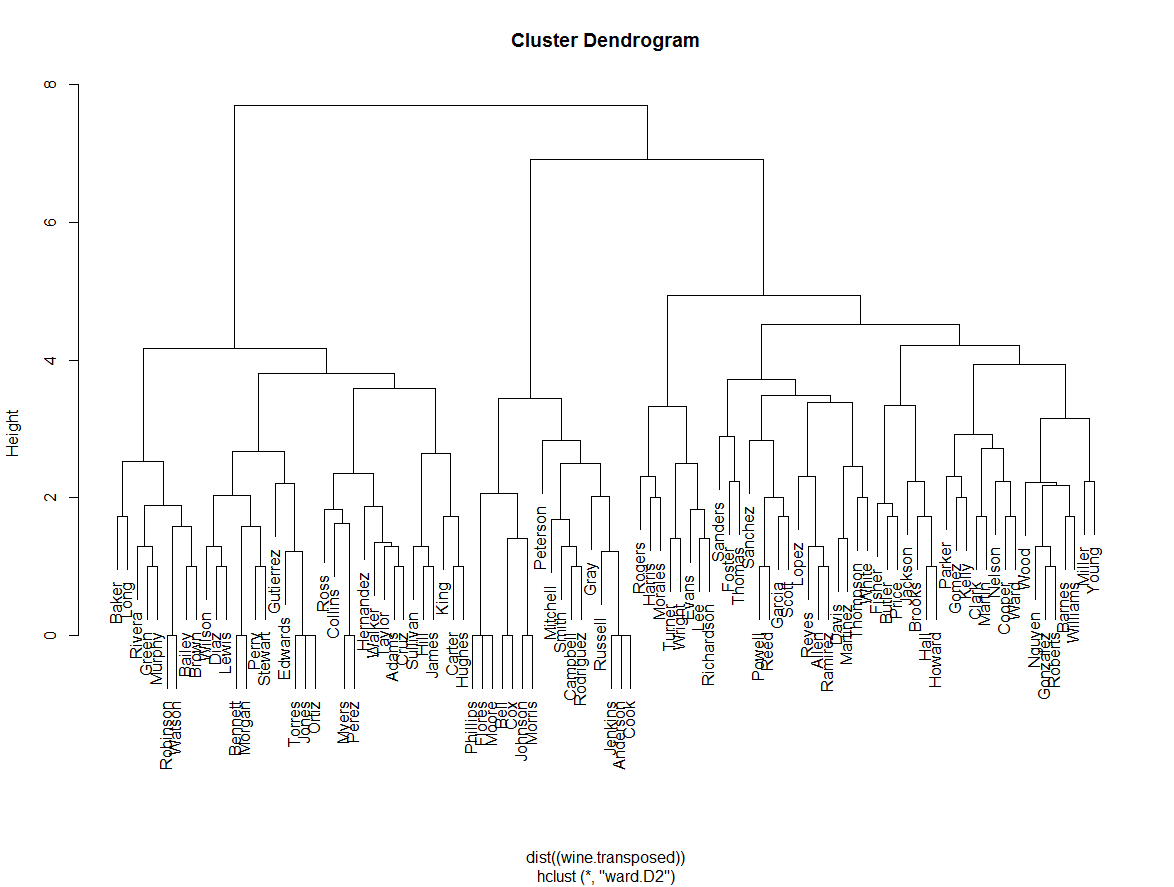 Cluster Dendrogram
Height
8
6
4
2
0
Baker
Long
Rivera
Green
Murphy
Robinson
Watson
Bailey
Brown
Wilson
Diaz
Lewis
Bennett
Morgan
Perry
Stewart
Gutierrez
Edwards
Torres
Jones
Ortiz
Ross
Collins
Myers
Perez
Hernandez
Walker
Taylor
Adams
Cruz
Sullivan
Hill
James
King
Carter
Hughes
Phillips
Flores
Moore
Bell
Cox
Johnson
Morris
Peterson
Mitchell
Smith
Campbell
Rodriguez
Gray
Russell
Jenkins
Anderson
Cook
Rogers
Harris
Morales
Turner
Wright
Evans
Lee
Richardson
Sanders
Foster
Thomas
Sanchez
Powell
Reed
Garcia
Scott
Lopez
Reyes
Allen
Ramirez
Davis
Martinez
Thompson
White
Fisher
Butler
Price
Jackson
Brooks
Hall
Howard
Parker
Gomez
Kelly
Clark
Martin
Nelson
Cooper
Ward
Wood
Nguyen
Gonzalez
Roberts
Barnes
Williams
Miller
Young
dist((wine.transposed))
hclust (*, "ward.D2")